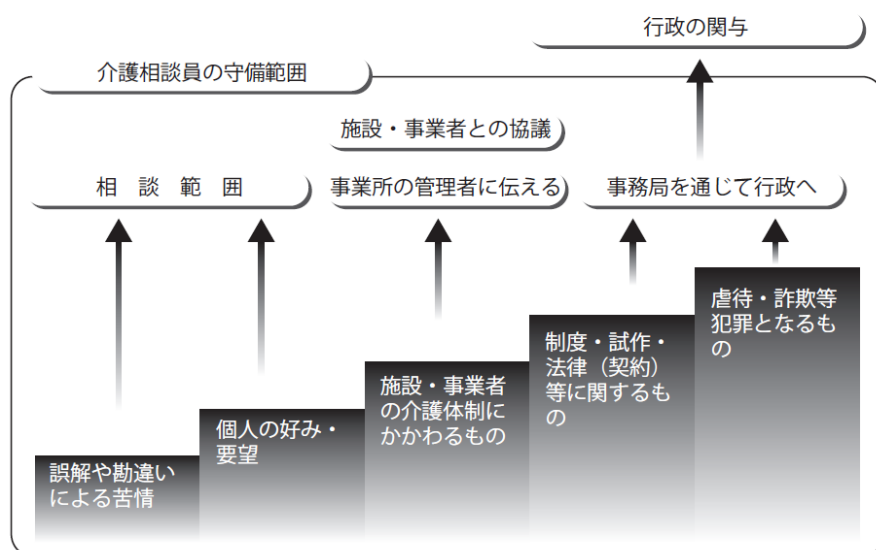 行政の関与
介護相談員の守備範囲
施設・事業者との協議
相　談　範　囲
事業所の管理者に伝える
事務局を通じて行政へ
誤解や勘違い
による苦情
個人の好み・
要望
施設・事業者
の介護体制に
かかわるもの
制度・試作・
法律（契約）
等に関するも
の
虐待・詐欺等
犯罪となるも
の